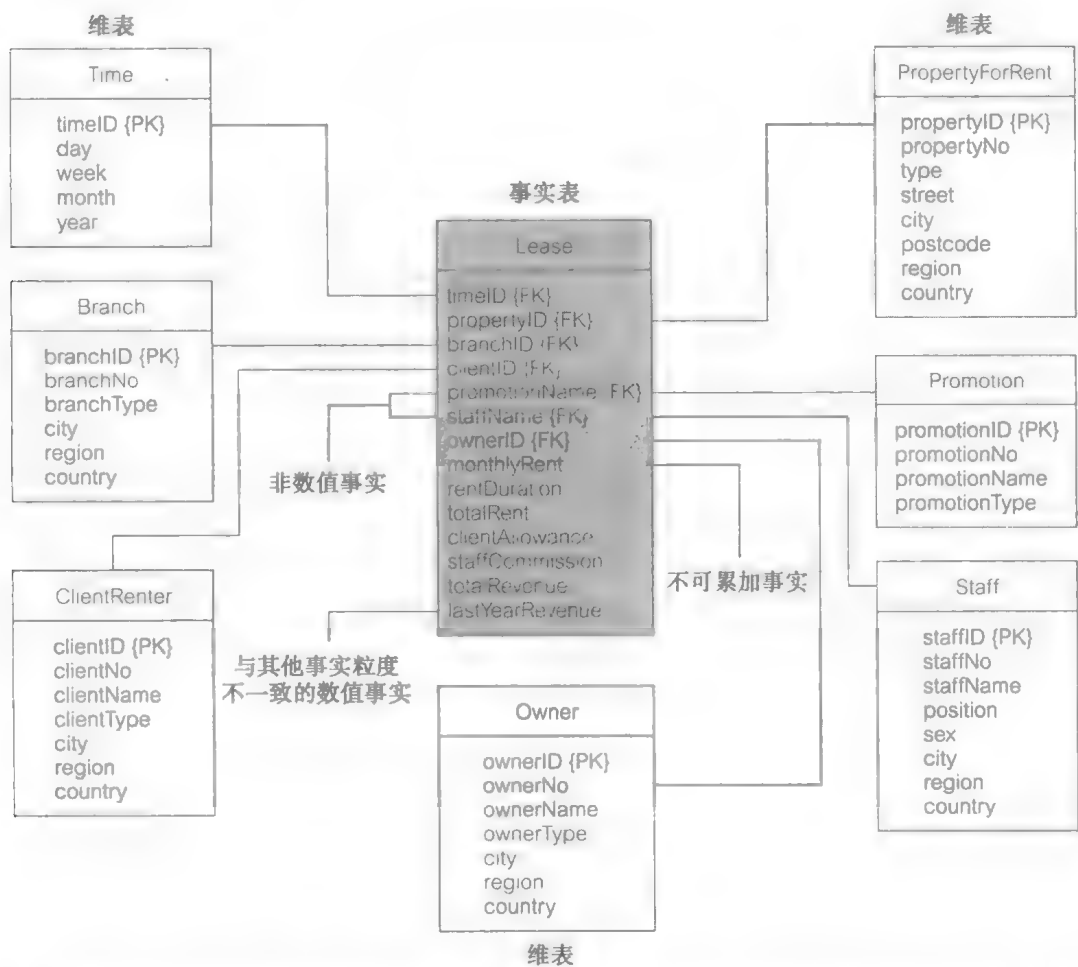 维表
Time
timeID {PK}
day
week
month
year
Branch
branchID {PK}
branchNo
branchType
city
region
country
ClientRenter
clientID {PK}
clientNo
clientName
clientType
city
region
country
事实表
Lease
timeID {FK}
propertyID {FK}
branchID {FK}
clientID {FK}
promotionName {FK}
staffName {FK}
ownerID {FK}
monthlyRent
rentDuration
totalRent
clientAllowance
staffCommission
totalRevenue
lastYearRevenue
非数值事实
不可累加事实
与其他事实粒度
不一致的数值事实
Owner
ownerID {PK}
ownerNo
ownerName
ownerType
city
region
country
维表
维表
PropertyForRent
propertyID {PK}
propertyNo
type
street
city
postcode
region
country
Promotion
promotionID {PK}
promotionNo
promotionName
promotionType
Staff
staffID {PK}
staffNo
staffName
position
sex
city
region
country